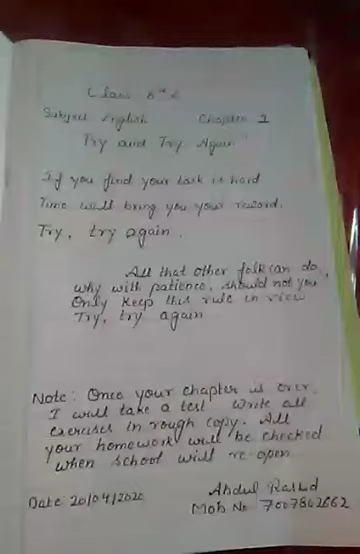 Class 8th A
Subject English Chapter 1
"Try and Try Again"
If you find your task is hard
Time will bring you your reward.
Try, try again.
All that other folk can do,
why with patience, should not you
Only keep this rule in view
Try, try again
Note: Once your chapter is over,
I will take a test Write all
exercises in rough copy. All
your homework will be checked
when school will re-open
Date 20/04/2020 Abdul Rashid
Mob No 7007862662